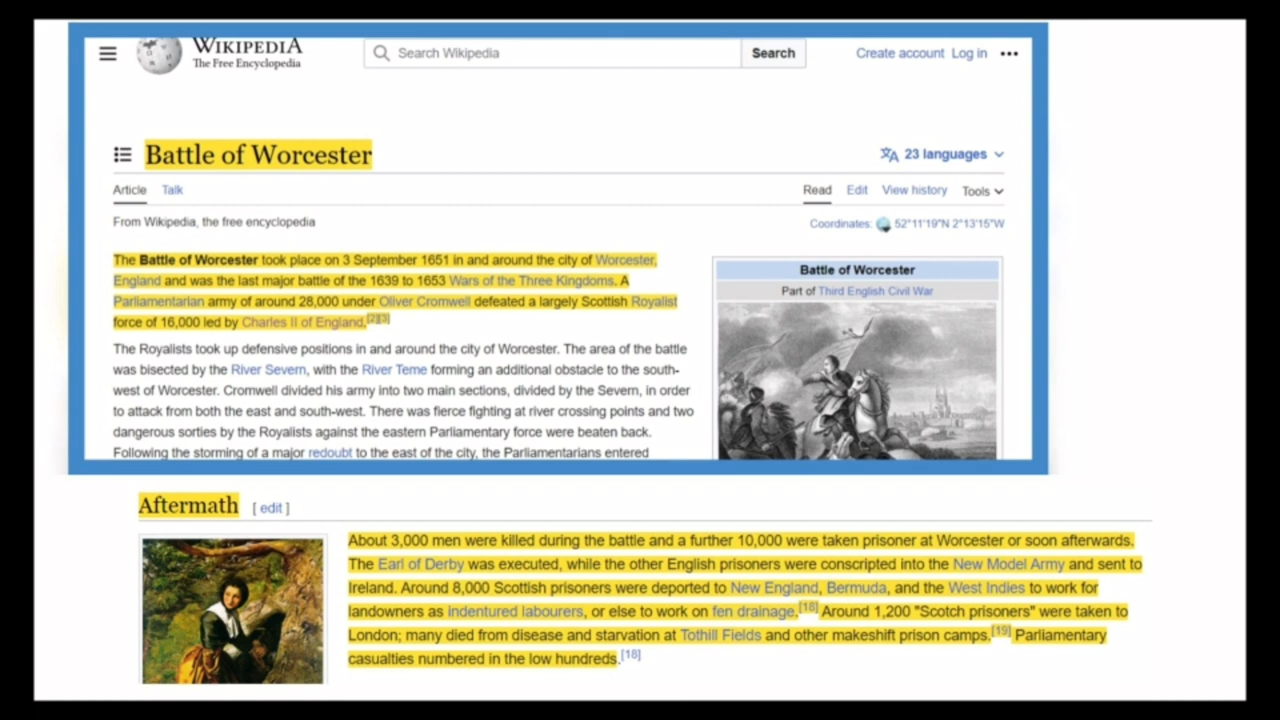 WIKIPEDIA
The Free Encyclopedia
Search Wikipedia
Search
Create account Log in
Battle of Worcester
23 languages
Article Talk
Read Edit View history Tools
From Wikipedia, the free encyclopedia
Coordinates: 52°11'19"N 2°13'15"W
The Battle of Worcester took place on 3 September 1651 in and around the city of Worcester,
England and was the last major battle of the 1639 to 1653 Wars of the Three Kingdoms. A
Parliamentarian army of around 28,000 under Oliver Cromwell defeated a largely Scottish Royalist
force of 16,000 led by Charles II of England.[2][3]
The Royalists took up defensive positions in and around the city of Worcester. The area of the battle
was bisected by the River Severn, with the River Teme forming an additional obstacle to the south-
west of Worcester. Cromwell divided his army into two main sections, divided by the Severn, in order
to attack from both the east and south-west. There was fierce fighting at river crossing points and two
dangerous sorties by the Royalists against the eastern Parliamentary force were beaten back.
Following the storming of a major redoubt to the east of the city, the Parliamentarians entered
Battle of Worcester
Part of Third English Civil War
Aftermath [ edit ]
About 3,000 men were killed during the battle and a further 10,000 were taken prisoner at Worcester or soon afterwards.
The Earl of Derby was executed, while the other English prisoners were conscripted into the New Model Army and sent to
Ireland. Around 8,000 Scottish prisoners were deported to New England, Bermuda, and the West Indies to work for
landowners as indentured labourers, or else to work on fen drainage.[18] Around 1,200 "Scotch prisoners" were taken to
London; many died from disease and starvation at Tothill Fields and other makeshift prison camps.[19] Parliamentary
casualties numbered in the low hundreds.[18]